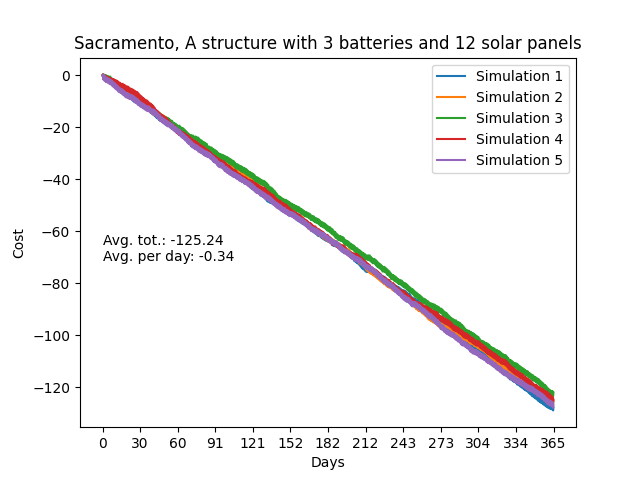 Sacramento, A structure with 3 batteries and 12 solar panels
Simulation 1
Simulation 2
Simulation 3
Simulation 4
Simulation 5
0
−20
−40
−60
−80
−100
−120
Cost
Avg. tot.: -125.24
Avg. per day: -0.34
0 30 60 91 121 152 182 212 243 273 304 334 365
Days